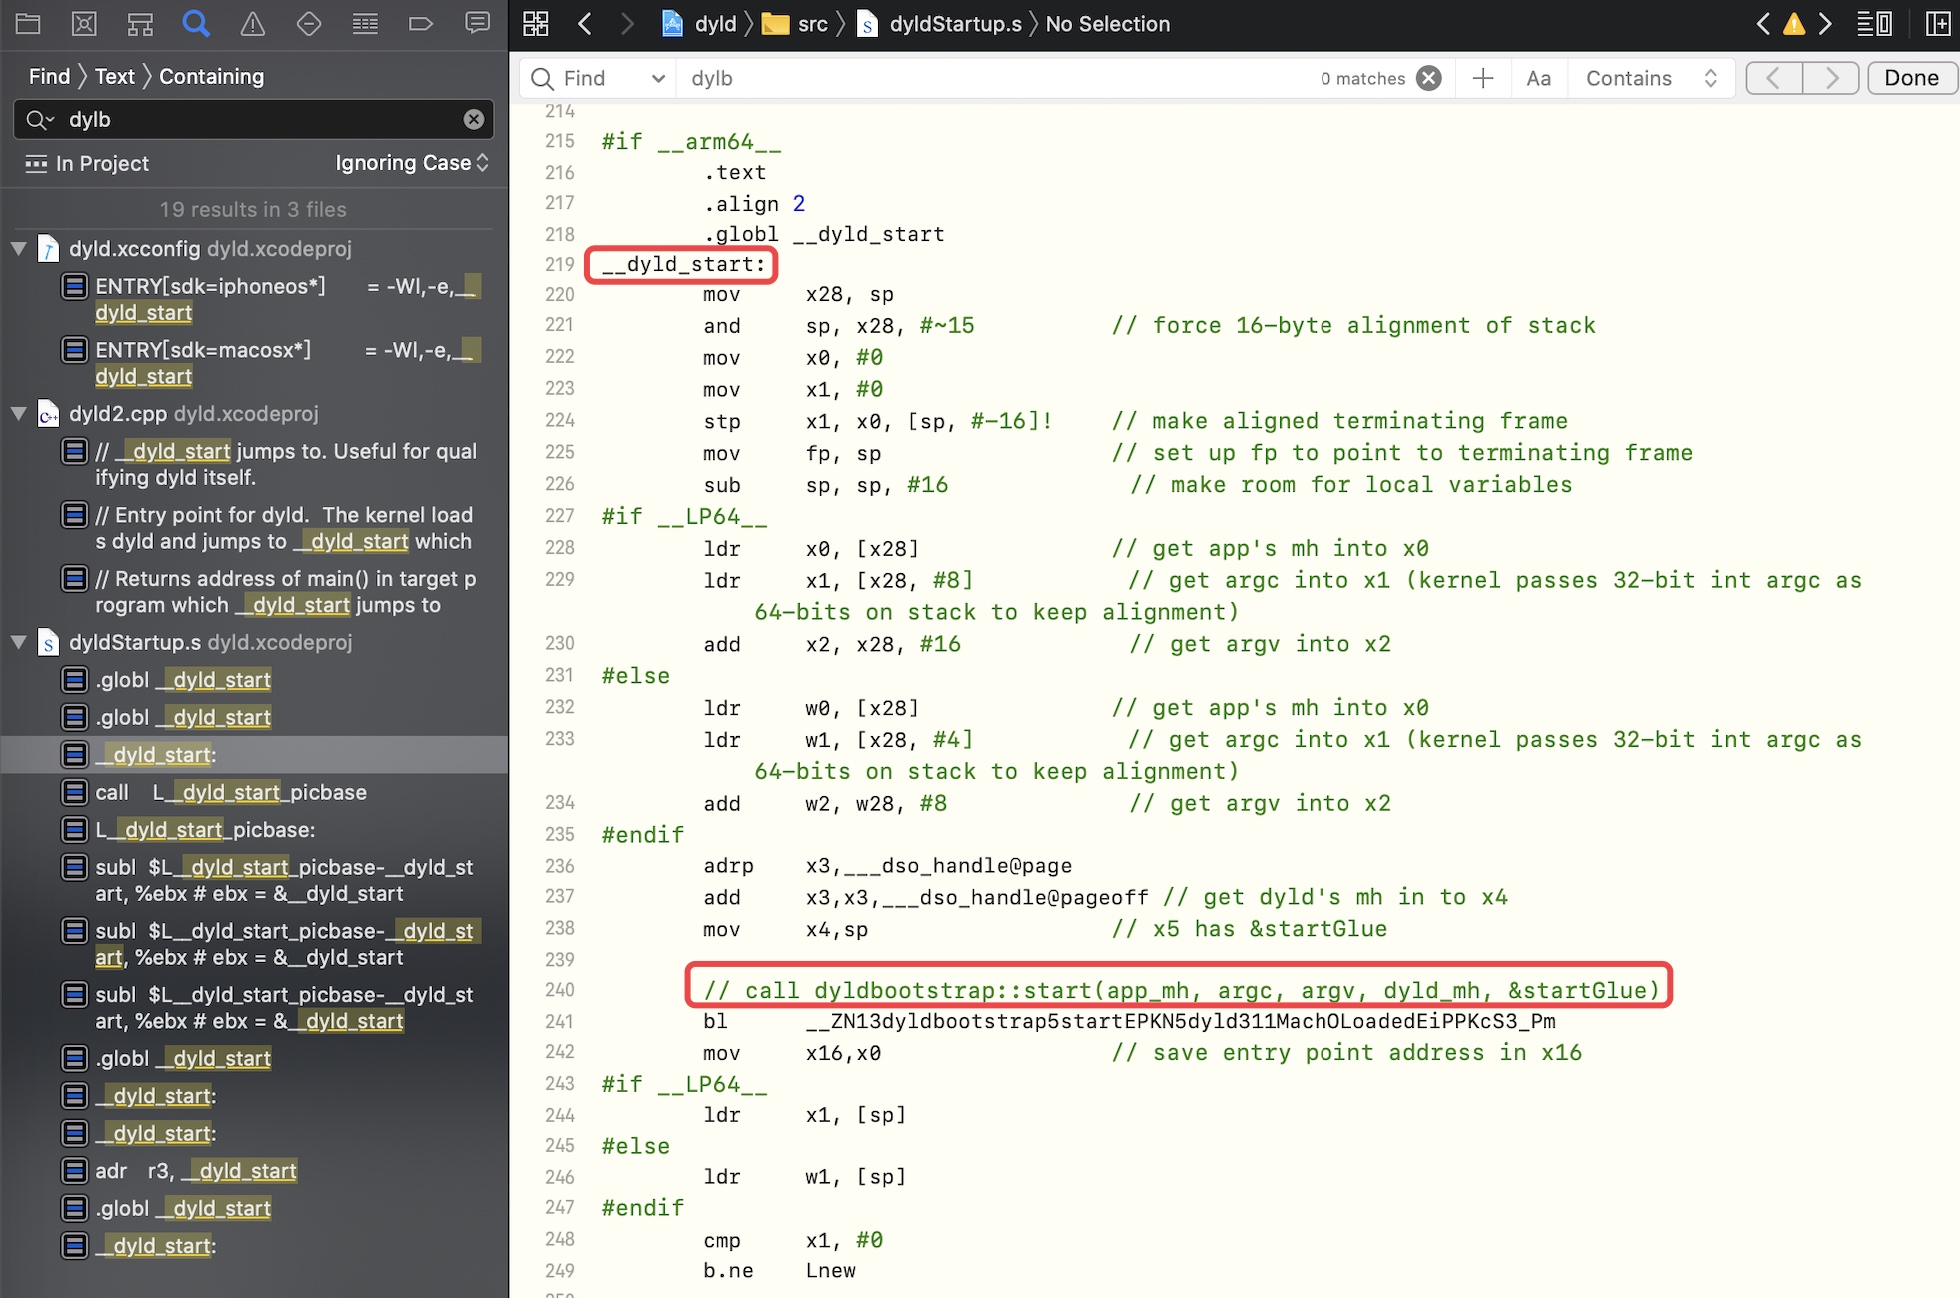 dyld 〉 src 〉 dyldStartup.s 〉 No Selection
Find 〉 Text 〉 Containing
dylb
In Project Ignoring Case
19 results in 3 files
dyld.xcconfig dyld.xcodeproj
ENTRY[sdk=iphoneos*] = -Wl,-e,__
dyld_start
ENTRY[sdk=macosx*] = -Wl,-e,__
dyld_start
dyld2.cpp dyld.xcodeproj
// __dyld_start jumps to. Useful for qual
ifying dyld itself.
// Entry point for dyld. The kernel load
s dyld and jumps to __dyld_start which
// Returns address of main() in target p
rogram which __dyld_start jumps to
dyldStartup.s dyld.xcodeproj
.globl __dyld_start
.globl __dyld_start
__dyld_start:
call L__dyld_start_picbase
L__dyld_start_picbase:
subl $L__dyld_start_picbase-__dyld_st
art, %ebx # ebx = &__dyld_start
subl $L__dyld_start_picbase-__dyld_st
art, %ebx # ebx = &__dyld_start
subl $L__dyld_start_picbase-__dyld_st
art, %ebx # ebx = &__dyld_start
.globl __dyld_start
__dyld_start:
__dyld_start:
adr r3, __dyld_start
.globl __dyld_start
__dyld_start:
Find dylb 0 matches Aa Contains Done
214
215 #if __arm64__
216 .text
217 .align 2
218 .globl __dyld_start
219 __dyld_start:
220 mov x28, sp
221 and sp, x28, #~15 // force 16-byte alignment of stack
222 mov x0, #0
223 mov x1, #0
224 stp x1, x0, [sp, #-16]! // make aligned terminating frame
225 mov fp, sp // set up fp to point to terminating frame
226 sub sp, sp, #16 // make room for local variables
227 #if __LP64__
228 ldr x0, [x28] // get app's mh into x0
229 ldr x1, [x28, #8] // get argc into x1 (kernel passes 32-bit int argc as
64-bits on stack to keep alignment)
230 add x2, x28, #16 // get argv into x2
231 #else
232 ldr w0, [x28] // get app's mh into x0
233 ldr w1, [x28, #4] // get argc into x1 (kernel passes 32-bit int argc as
64-bits on stack to keep alignment)
234 add w2, w28, #8 // get argv into x2
235 #endif
236 adrp x3,___dso_handle@page
237 add x3,x3,___dso_handle@pageoff // get dyld's mh in to x4
238 mov x4,sp // x5 has &startGlue
239
240 // call dyldbootstrap::start(app_mh, argc, argv, dyld_mh, &startGlue)
241 bl __ZN13dyldbootstrap5startEPKN5dyld311MachOLoadedEiPPKcS3_Pm
242 mov x16,x0 // save entry point address in x16
243 #if __LP64__
244 ldr x1, [sp]
245 #else
246 ldr w1, [sp]
247 #endif
248 cmp x1, #0
249 b.ne Lnew